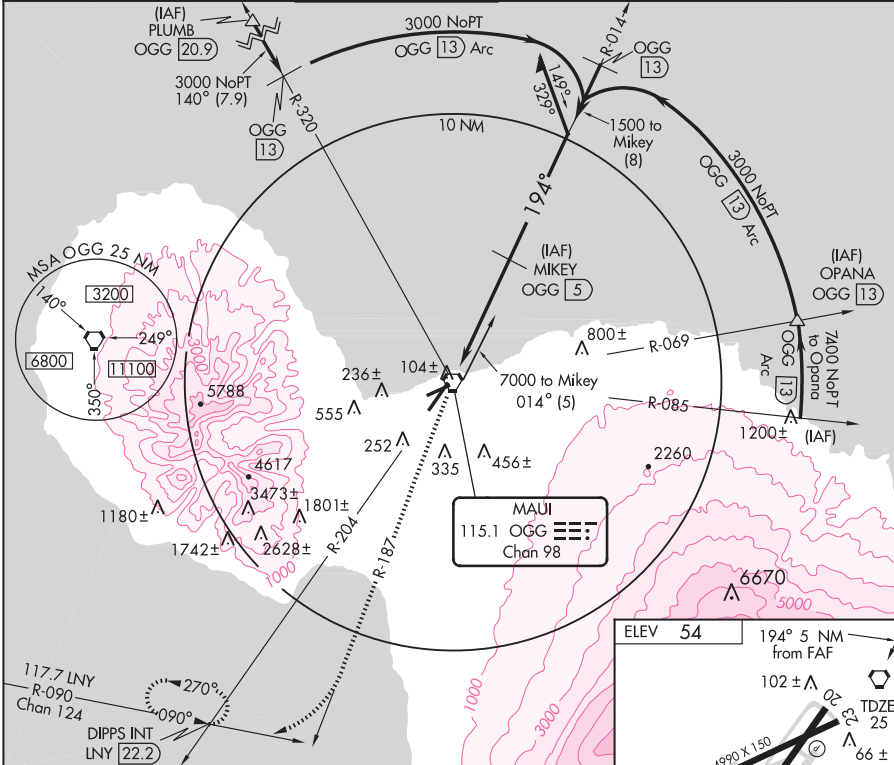 (IAF)
PLUMB
OGG 20.9
3000 NoPT
140° (7.9)
OGG
13
R-320
3000 NoPT
OGG 13 Arc
R-014
OGG
13
149°
329°
10 NM
1500 to
Mikey
(8)
194°
3000 NoPT
OGG 13 Arc
(IAF)
MIKEY
OGG 5
(IAF)
OPANA
OGG 13
MSA OGG 25 NM
140°
3200
249°
6800
11100
350°
3000
5788
236±
555
104±
800±
R-069
7000 to Mikey
014° (5)
7400 NoPT
to Opana
OGG 13
Arc
R-085
1200±
(IAF)
252
335
456±
2260
4617
3473±
1801±
1180±
1742±
2628±
1000
R-204
R-187
MAUI
115.1 OGG
Chan 98
6670
5000
1000
3000
117.7 LNY
R-090
Chan 124
270°
090°
DIPPS INT
LNY 22.2
ELEV 54
194° 5 NM
from FAF
102±
20
23
TDZE
25
4990 X 150
P
66±